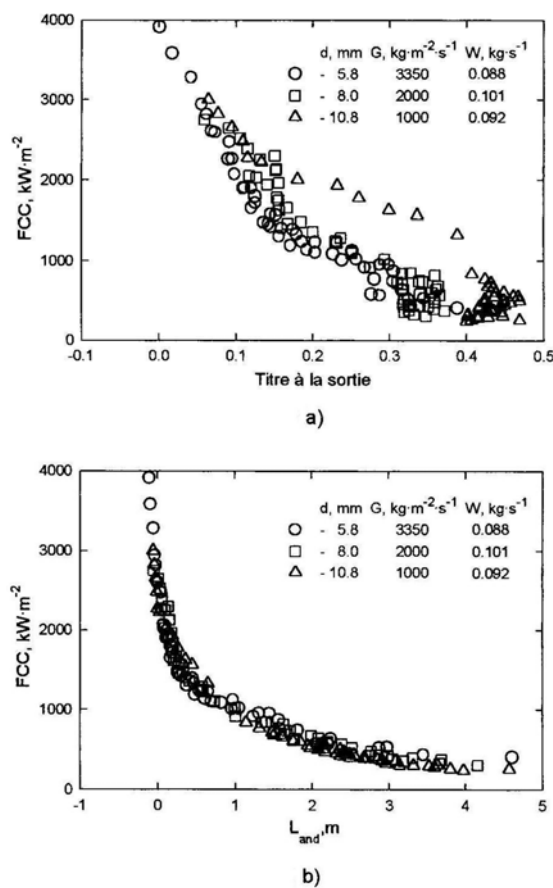 4000
d, mm G, kg·m-2·s-1 W, kg·s-1
- 5.8 3350 0.088
- 8.0 2000 0.101
- 10.8 1000 0.092
3000
2000
1000
0
FCC, kW·m-2
-0.1 0.0 0.1 0.2 0.3 0.4 0.5
Titre à la sortie
a)
4000
d, mm G, kg·m-2·s-1 W, kg·s-1
- 5.8 3350 0.088
- 8.0 2000 0.101
- 10.8 1000 0.092
3000
2000
1000
0
FCC, kW·m-2
-1 0 1 2 3 4 5
Land,m
b)